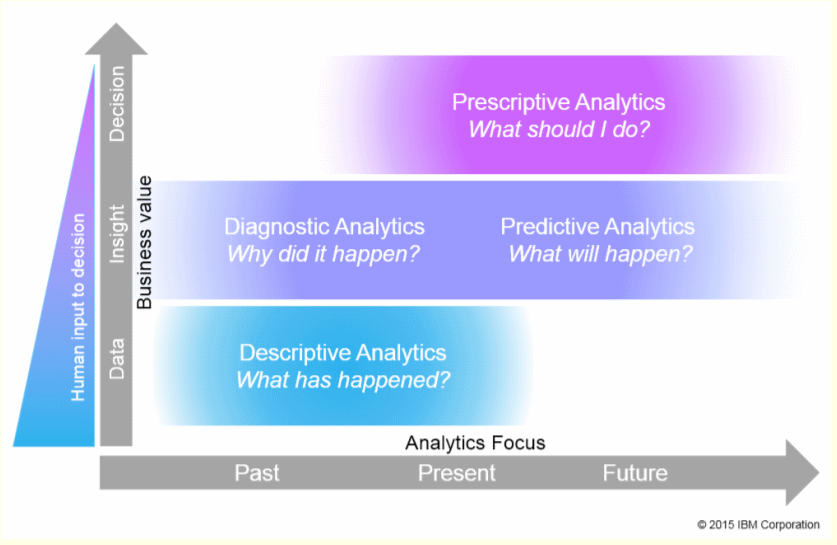 Prescriptive Analytics
What should I do?
Diagnostic Analytics
Why did it happen?
Predictive Analytics
What will happen?
Descriptive Analytics
What has happened?
Decision
Insight
Data
Business value
Human input to decision
Analytics Focus
Past
Present
Future
© 2015 IBM Corporation